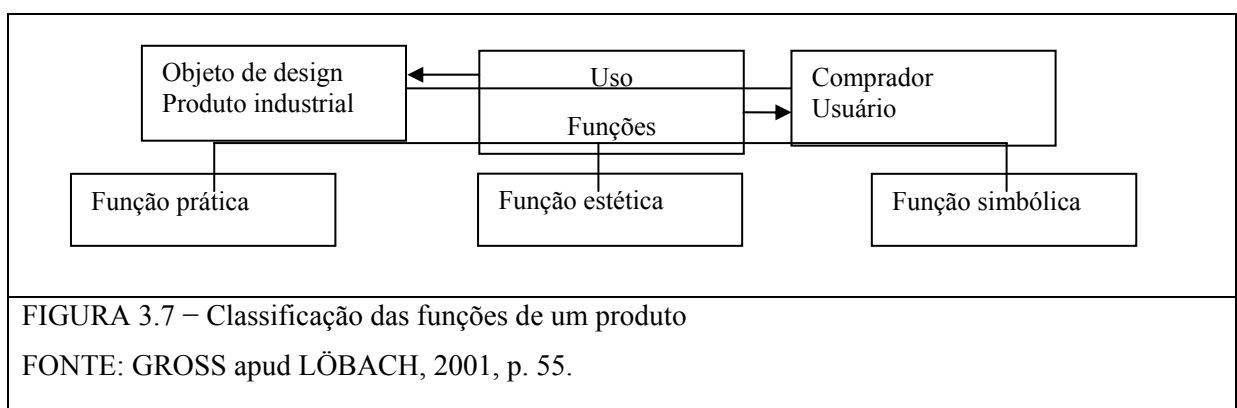 Objeto de design
Produto industrial
Uso
Funções
Comprador
Usuário
Função prática
Função estética
Função simbólica
FIGURA 3.7 − Classificação das funções de um produto
FONTE: GROSS apud LÖBACH, 2001, p. 55.